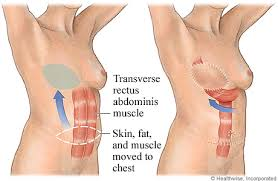 Transverse
rectus
abdominis
muscle
Skin, fat,
and muscle
moved to
chest
© Healthwise, Incorporated